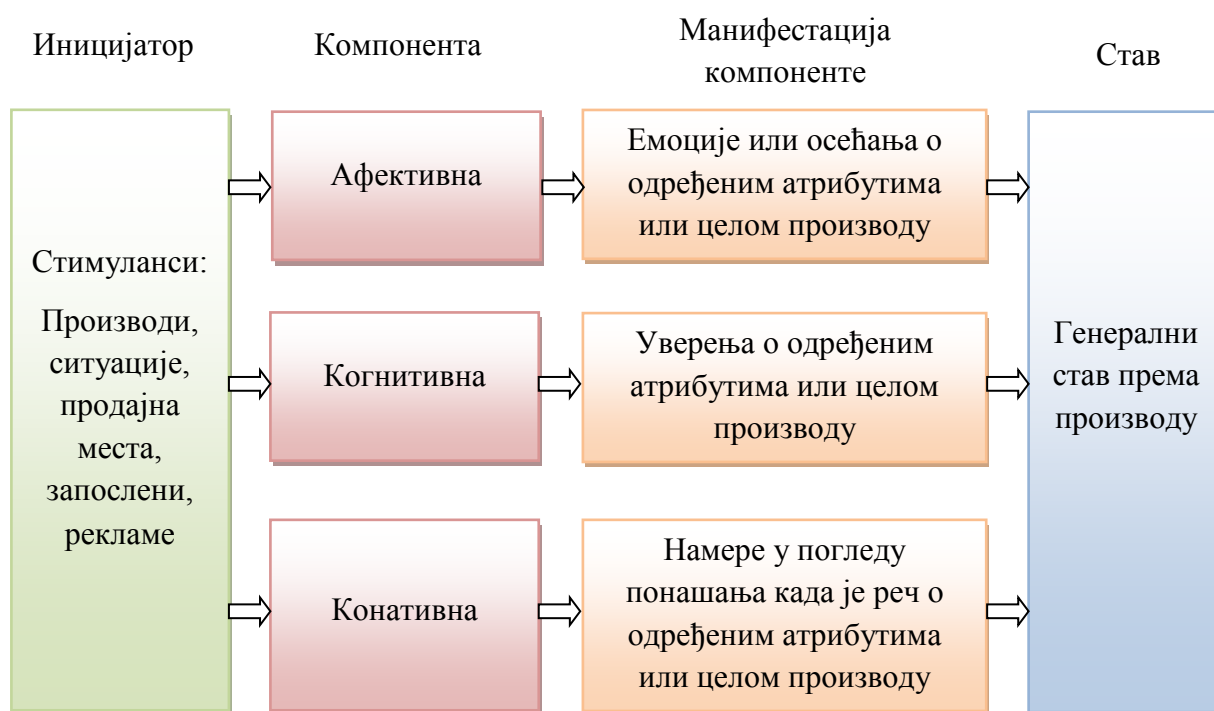 Иницијатор
Компонента
Манифестација
компоненте
Став
Стимуланси:
Производи,
ситуације,
продајна
места,
запослени,
рекламе
Афективна
Емоције или осећања о
одређеним атрибутима
или целом производу
Когнитивна
Уверења о одређеним
атрибутима или целом
производу
Конативна
Намере у погледу
понашања када је реч о
одређеним атрибутима
или целом производу
Генерални
став према
производу